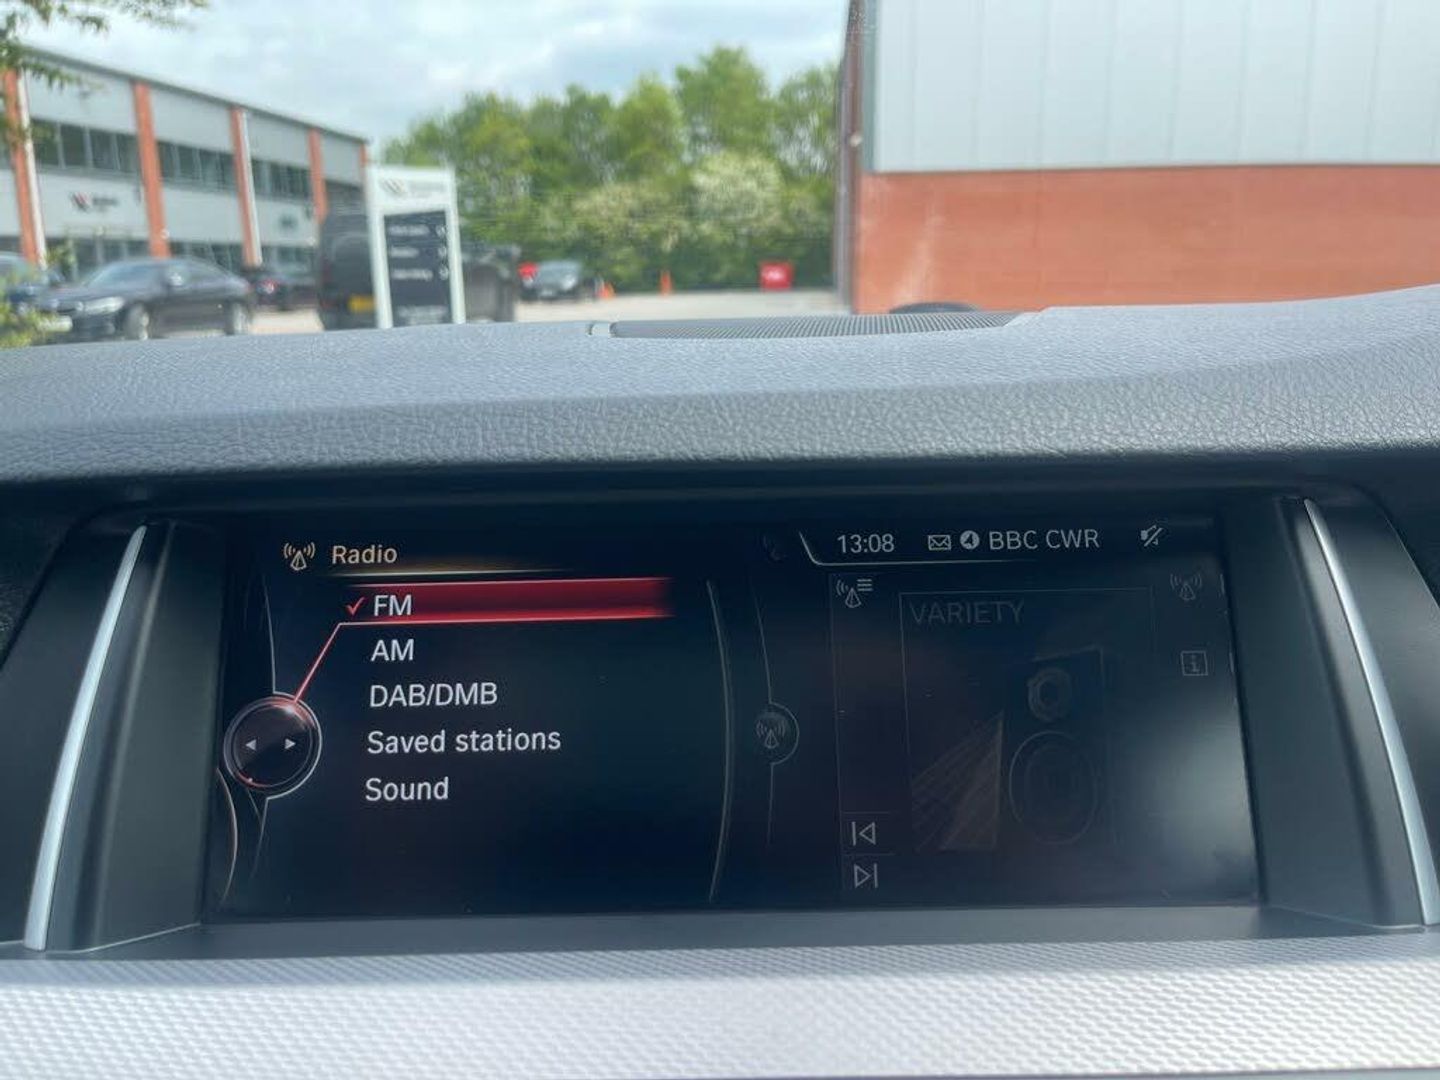 Radio
13:08 BBC CWR
FM
AM
DAB/DMB
Saved stations
Sound
VARIETY